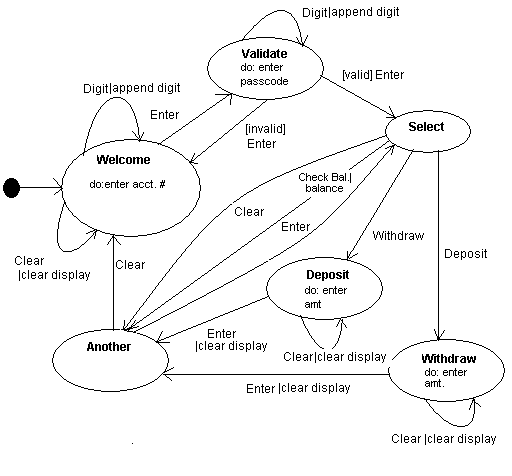 Digit|append digit
Validate
do: enter
passcode
[valid] Enter
Digit|append digit
Enter
[invalid]
Enter
Select
Welcome
do:enter acct. #
Check Bal.|
balance
Clear
Enter
Withdraw
Deposit
Clear
|clear display
Clear
Deposit
do: enter
amt
Enter
|clear display
Another
Clear|clear display
Withdraw
do: enter
amt.
Enter |clear display
Clear |clear display